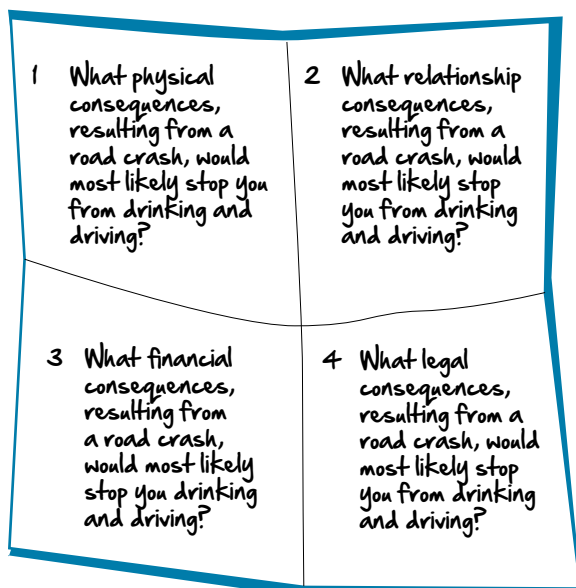 1 What physical
consequences,
resulting from a
road crash, would
most likely stop you
from drinking and
driving?
2 What relationship
consequences,
resulting from a
road crash, would
most likely stop
you from drinking
and driving?
3 What financial
consequences,
resulting from
a road crash,
would most likely
stop you drinking
and driving?
4 What legal
consequences,
resulting from a
road crash, would
most likely stop
you from drinking
and driving?